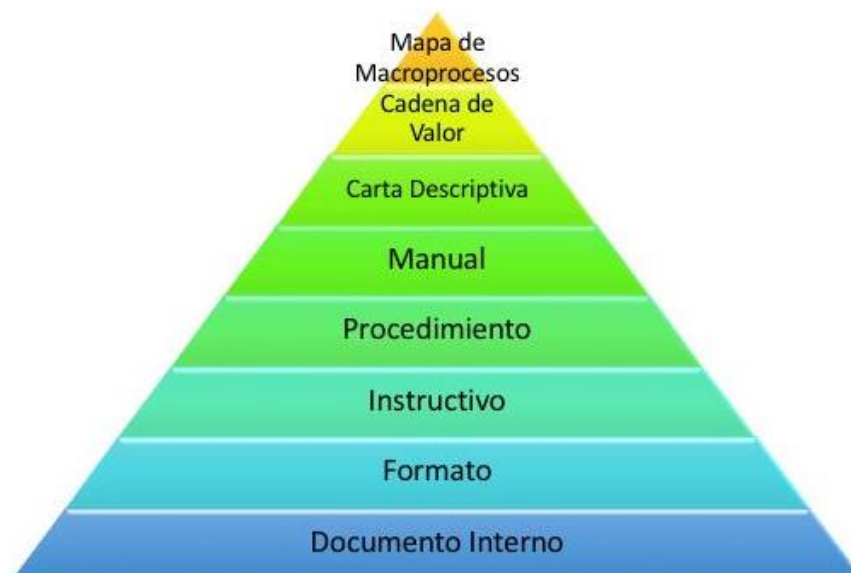 Mapa de
Macroprocesos
Cadena de
Valor
Carta Descriptiva
Manual
Procedimiento
Instructivo
Formato
Documento Interno